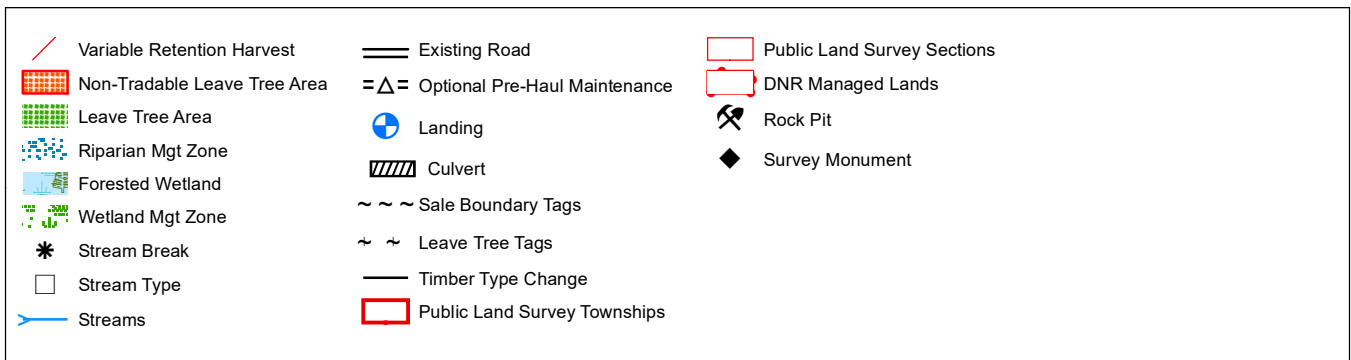 Variable Retention Harvest
Non-Tradable Leave Tree Area
Leave Tree Area
Riparian Mgt Zone
Forested Wetland
Wetland Mgt Zone
Stream Break
Stream Type
Streams
Existing Road
Optional Pre-Haul Maintenance
Landing
Culvert
Sale Boundary Tags
Leave Tree Tags
Timber Type Change
Public Land Survey Townships
Public Land Survey Sections
DNR Managed Lands
Rock Pit
Survey Monument